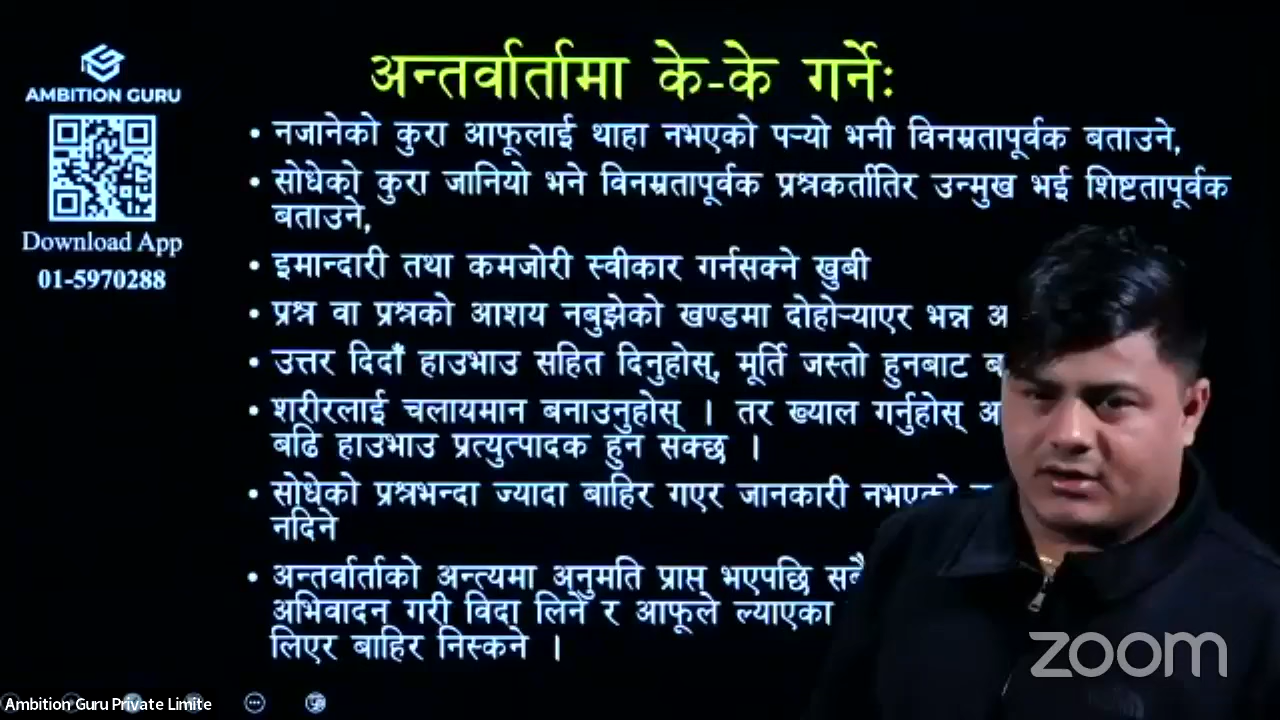 अन्तर्वार्तामा के-के गर्नेः
AMBITION GURU
Download App
01-5970288
• नजानेको कुरा आफूलाई थाहा नभएको पऱ्यो भनी विनम्रतापूर्वक बताउने,
• सोधेको कुरा जानियो भने विनम्रतापूर्वक प्रश्नकर्तातिर उन्मुख भई शिष्टतापूर्वक
बताउने,
• इमान्दारी तथा कमजोरी स्वीकार गर्नसक्ने खुबी
• प्रश्न वा प्रश्नको आशय नबुझेको खण्डमा दोहोऱ्याएर भन्न
• उत्तर दिदाँ हाउभाउ सहित दिनुहोस्, मूर्ति जस्तो हुनबाट
• शरीरलाई चलायमान बनाउनुहोस् । तर ख्याल गर्नुहोस्
बढि हाउभाउ प्रत्युत्पादक हुन सक्छ ।
• सोधेको प्रश्नभन्दा ज्यादा बाहिर गएर जानकारी नभएको
नदिने
• अन्तर्वार्ताको अन्त्यमा अनुमति प्राप्त भएपछि
अभिवादन गरी विदा लिने र आफूले ल्याएका
लिएर बाहिर निस्कने ।
zoom
Ambition Guru Private Limite